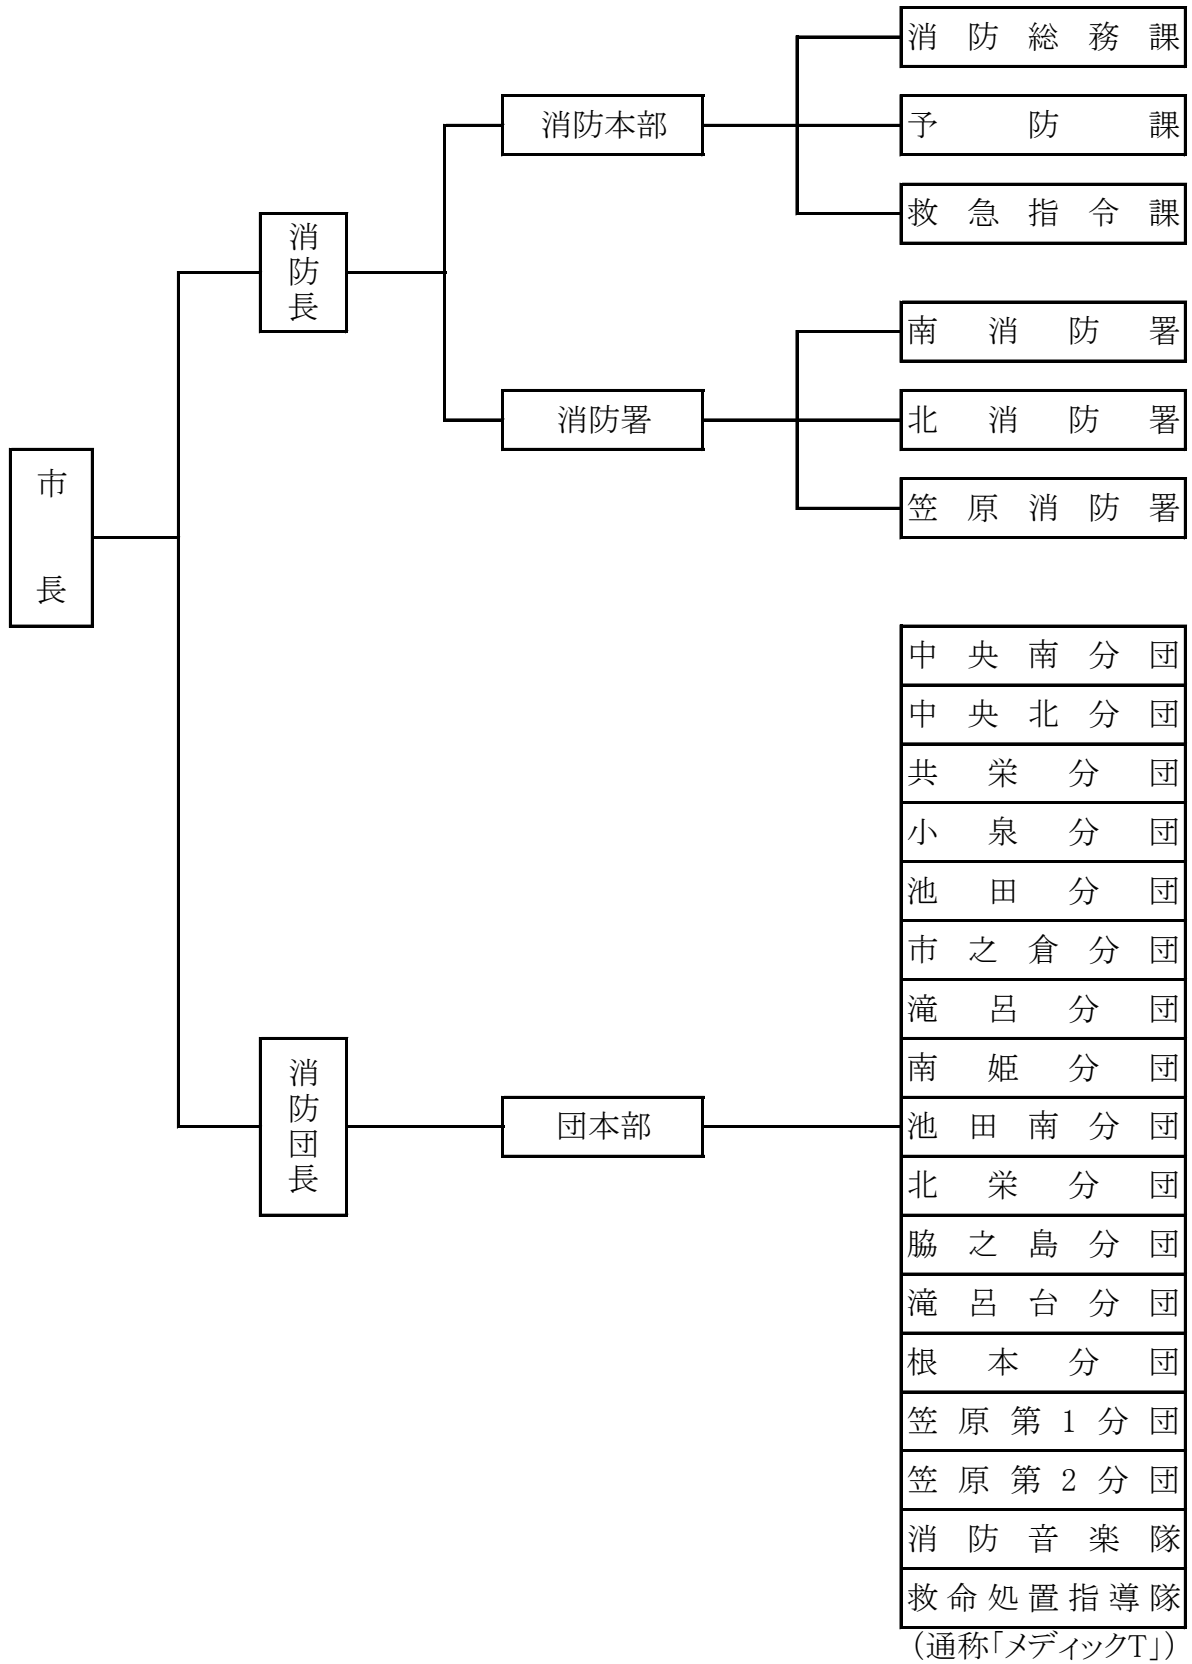 消防総務課
消防本部
予防課
救急指令課
消防長
南消防署
消防署
北消防署
笠原消防署
市長
中央南分団
中央北分団
共栄分団
小泉分団
池田分団
市之倉分団
滝呂分団
南姫分団
消防団長
団本部
池田南分団
北栄分団
脇之島分団
滝呂台分団
根本分団
笠原第1分団
笠原第2分団
消防音楽隊
救命処置指導隊
（通称「メディックT」）